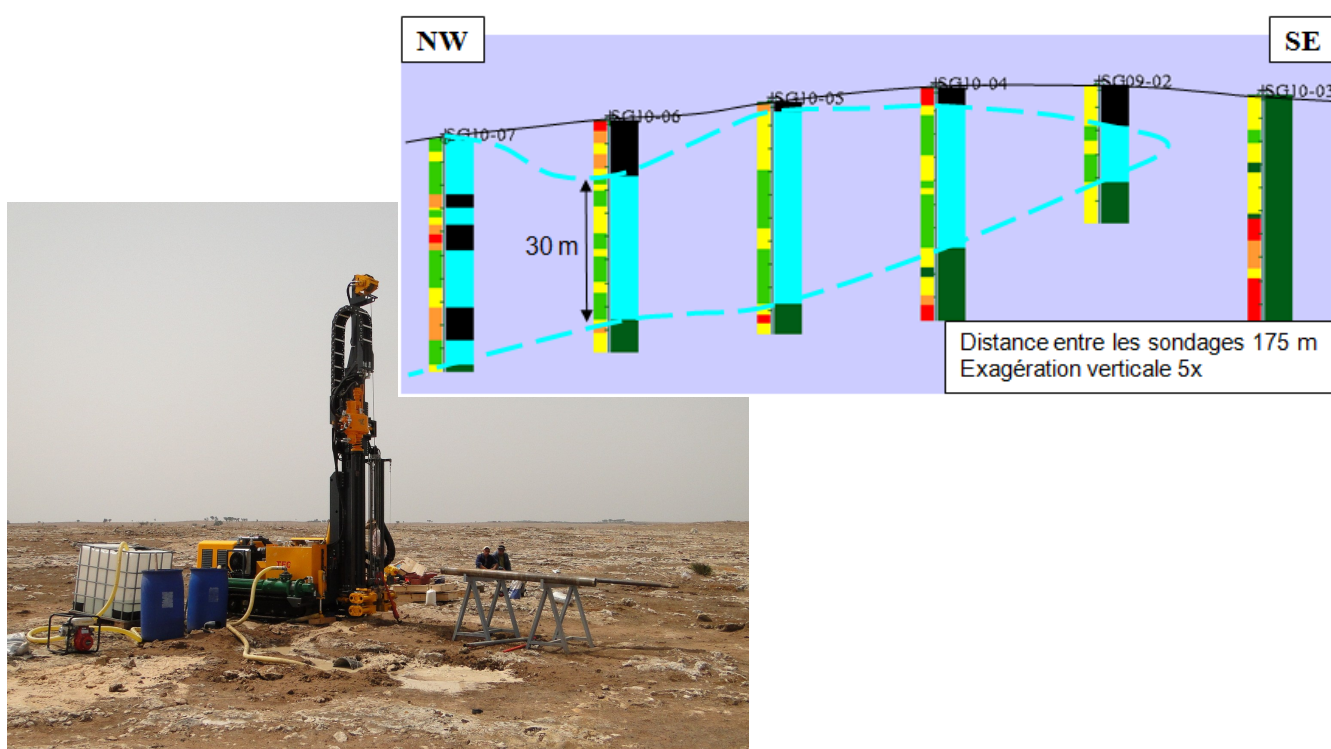 NW
SE
SG10-07
SG10-06
SG10-05
SG10-04
SG09-02
SG10-03
30 m
Distance entre les sondages 175 m
Exagération verticale 5x